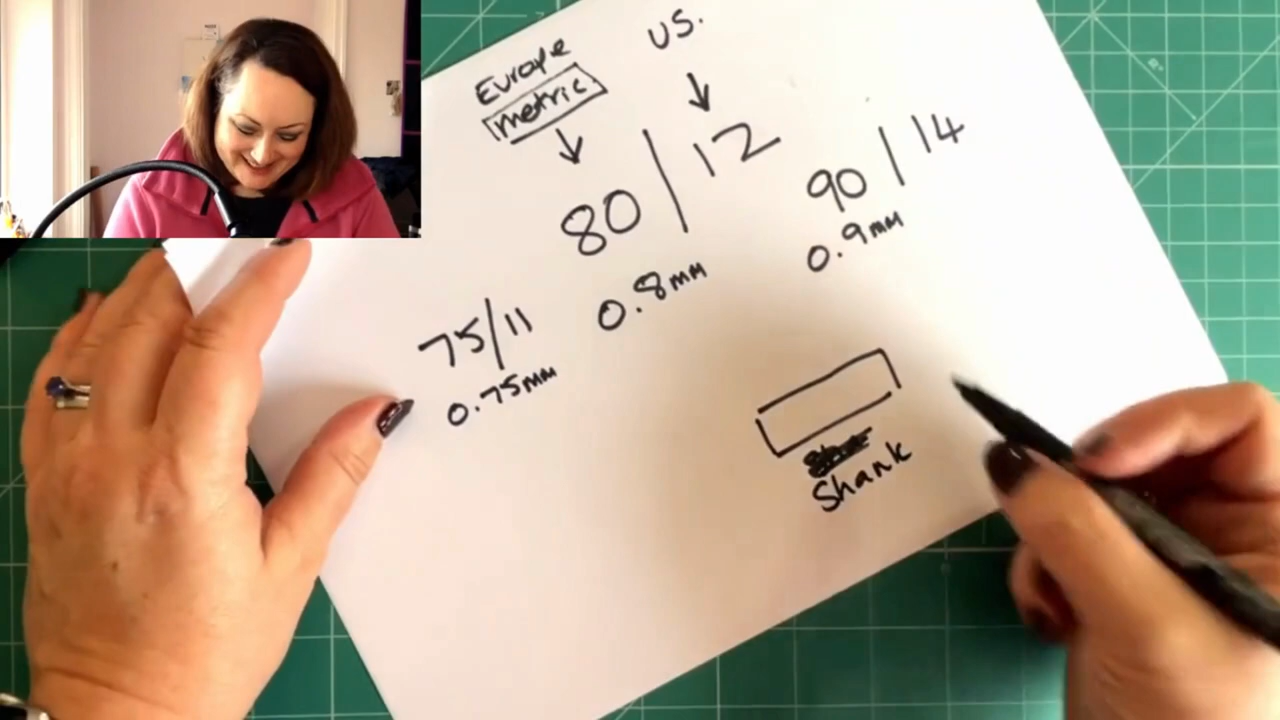 Europe
metric
US.
80/12
0.8mm
90/14
0.9mm
75/11
0.75mm
Shank